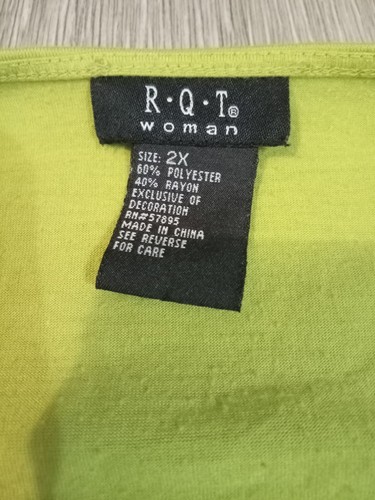 R·Q·T®
woman
SIZE: 2X
60% POLYESTER
40% RAYON
EXCLUSIVE OF
DECORATION
RN#57895
MADE IN CHINA
SEE REVERSE
FOR CARE